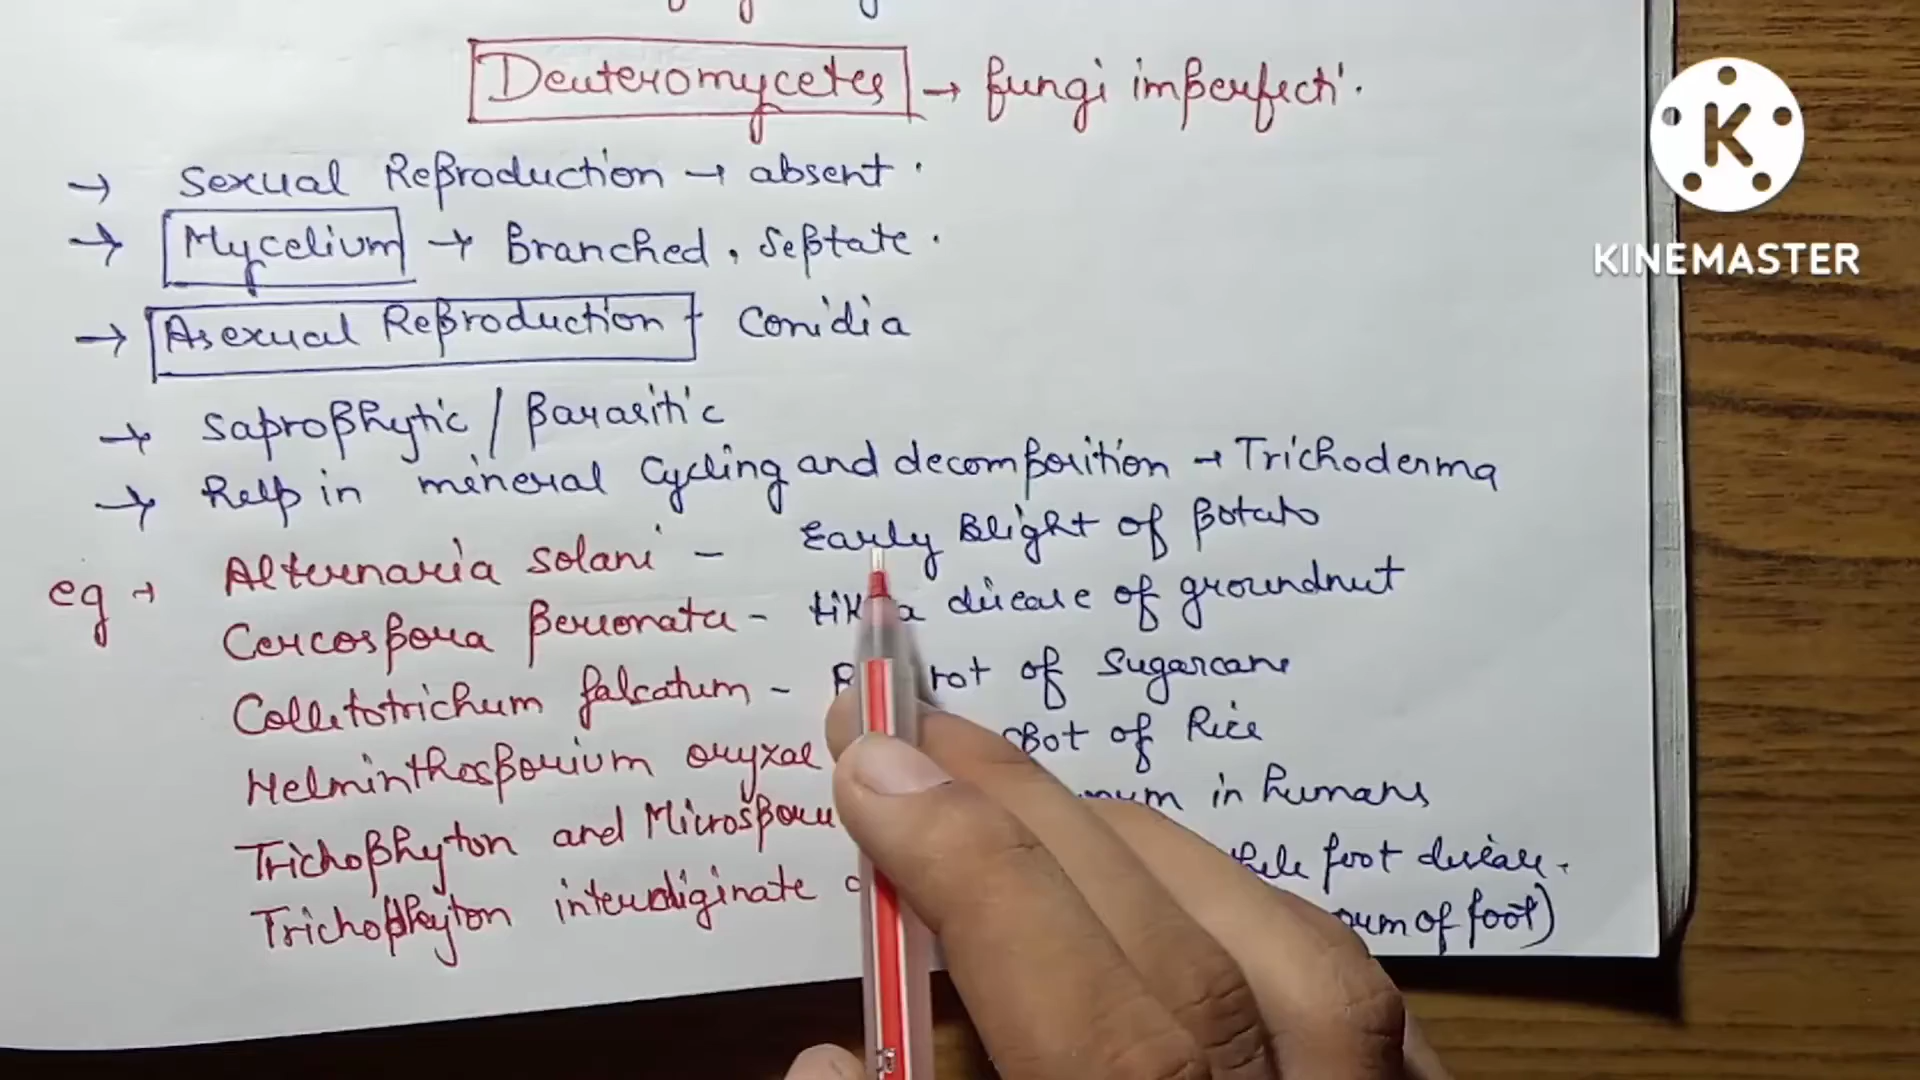 Deuteromycetes → fungi imperfecti.
→ Sexual Reproduction → absent.
→ Mycelium → Branched, Septate.
→ Asexual Reproduction → Conidia
→ Saprophytic / Parasitic
→ Help in mineral Cycling and decomposition → Trichoderma
eg → Alternaria solani - Early Blight of Potato
Cercospora personata - tikka disease of groundnut
Colletotrichum falcatum - rot of Sugarcane
Helminthosporium oryzae of Rice
Trichophyton and in humans
Trichophyton interdiginate foot disease.
of foot)
K
KINEMASTER